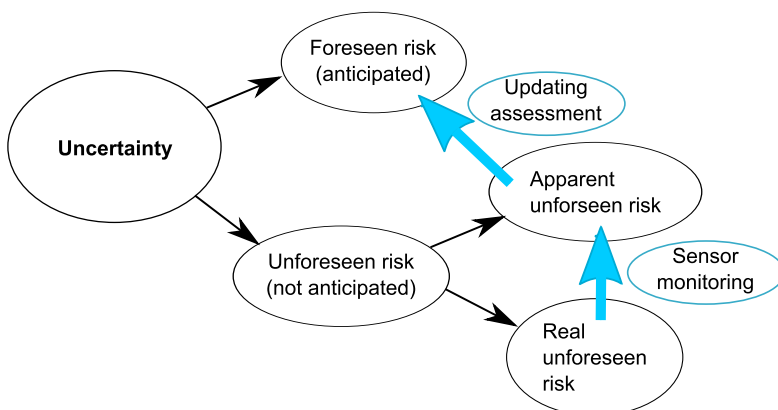 Foreseen risk
(anticipated)
Updating
assessment
Uncertainty
Apparent
unforseen risk
Unforeseen risk
(not anticipated)
Sensor
monitoring
Real
unforeseen
risk